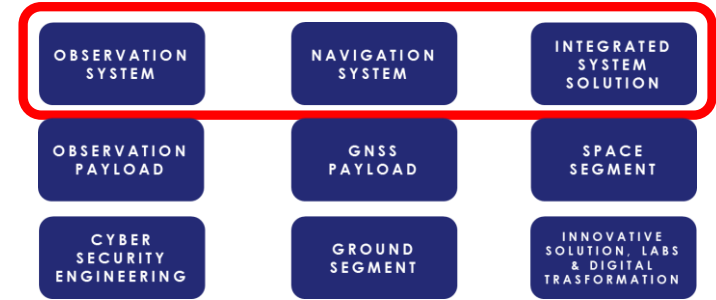 OBSERVATION
SYSTEM
NAVIGATION
SYSTEM
INTEGRATED
SYSTEM
SOLUTION
OBSERVATION
PAYLOAD
GNSS
PAYLOAD
SPACE
SEGMENT
CYBER
SECURITY
ENGINEERING
GROUND
SEGMENT
INNOVATIVE
SOLUTION, LABS
& DIGITAL
TRASFORMATION